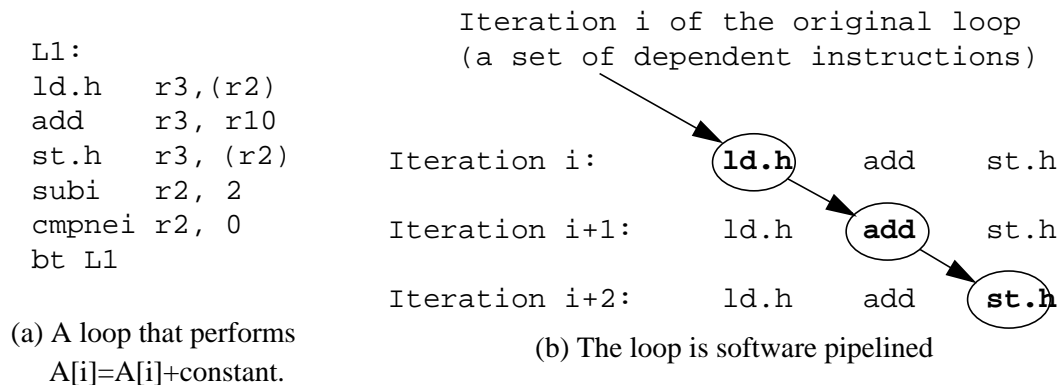 L1:
ld.h r3,(r2)
add r3, r10
st.h r3, (r2)
subi r2, 2
cmpnei r2, 0
bt L1
(a) A loop that performs
A[i]=A[i]+constant.
Iteration i of the original loop
(a set of dependent instructions)
Iteration i: ld.h add st.h
Iteration i+1: ld.h add st.h
Iteration i+2: ld.h add st.h
(b) The loop is software pipelined